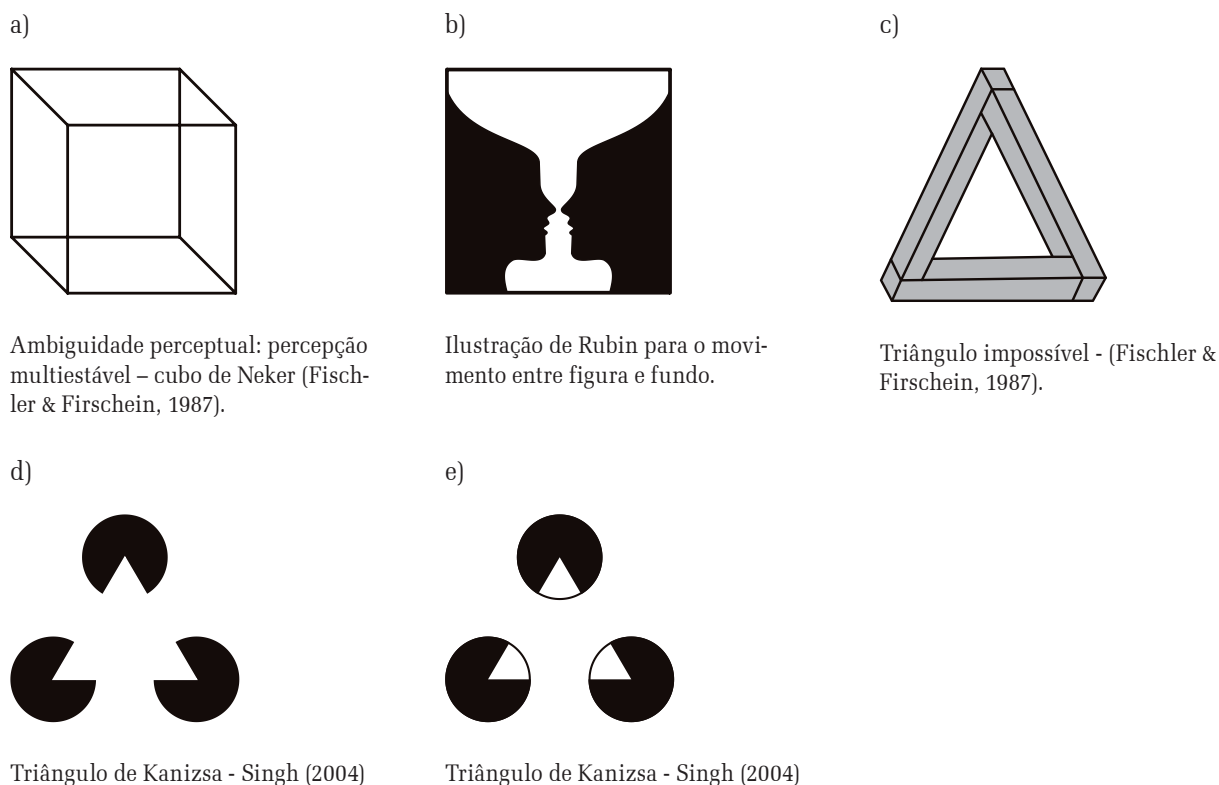 a)
Ambiguidade perceptual: percepção
multiestável – cubo de Neker (Fisch-
ler & Firschein, 1987).
b)
Ilustração de Rubin para o movi-
mento entre figura e fundo.
c)
Triângulo impossível - (Fischler &
Firschein, 1987).
d)
Triângulo de Kanizsa - Singh (2004)
e)
Triângulo de Kanizsa - Singh (2004)